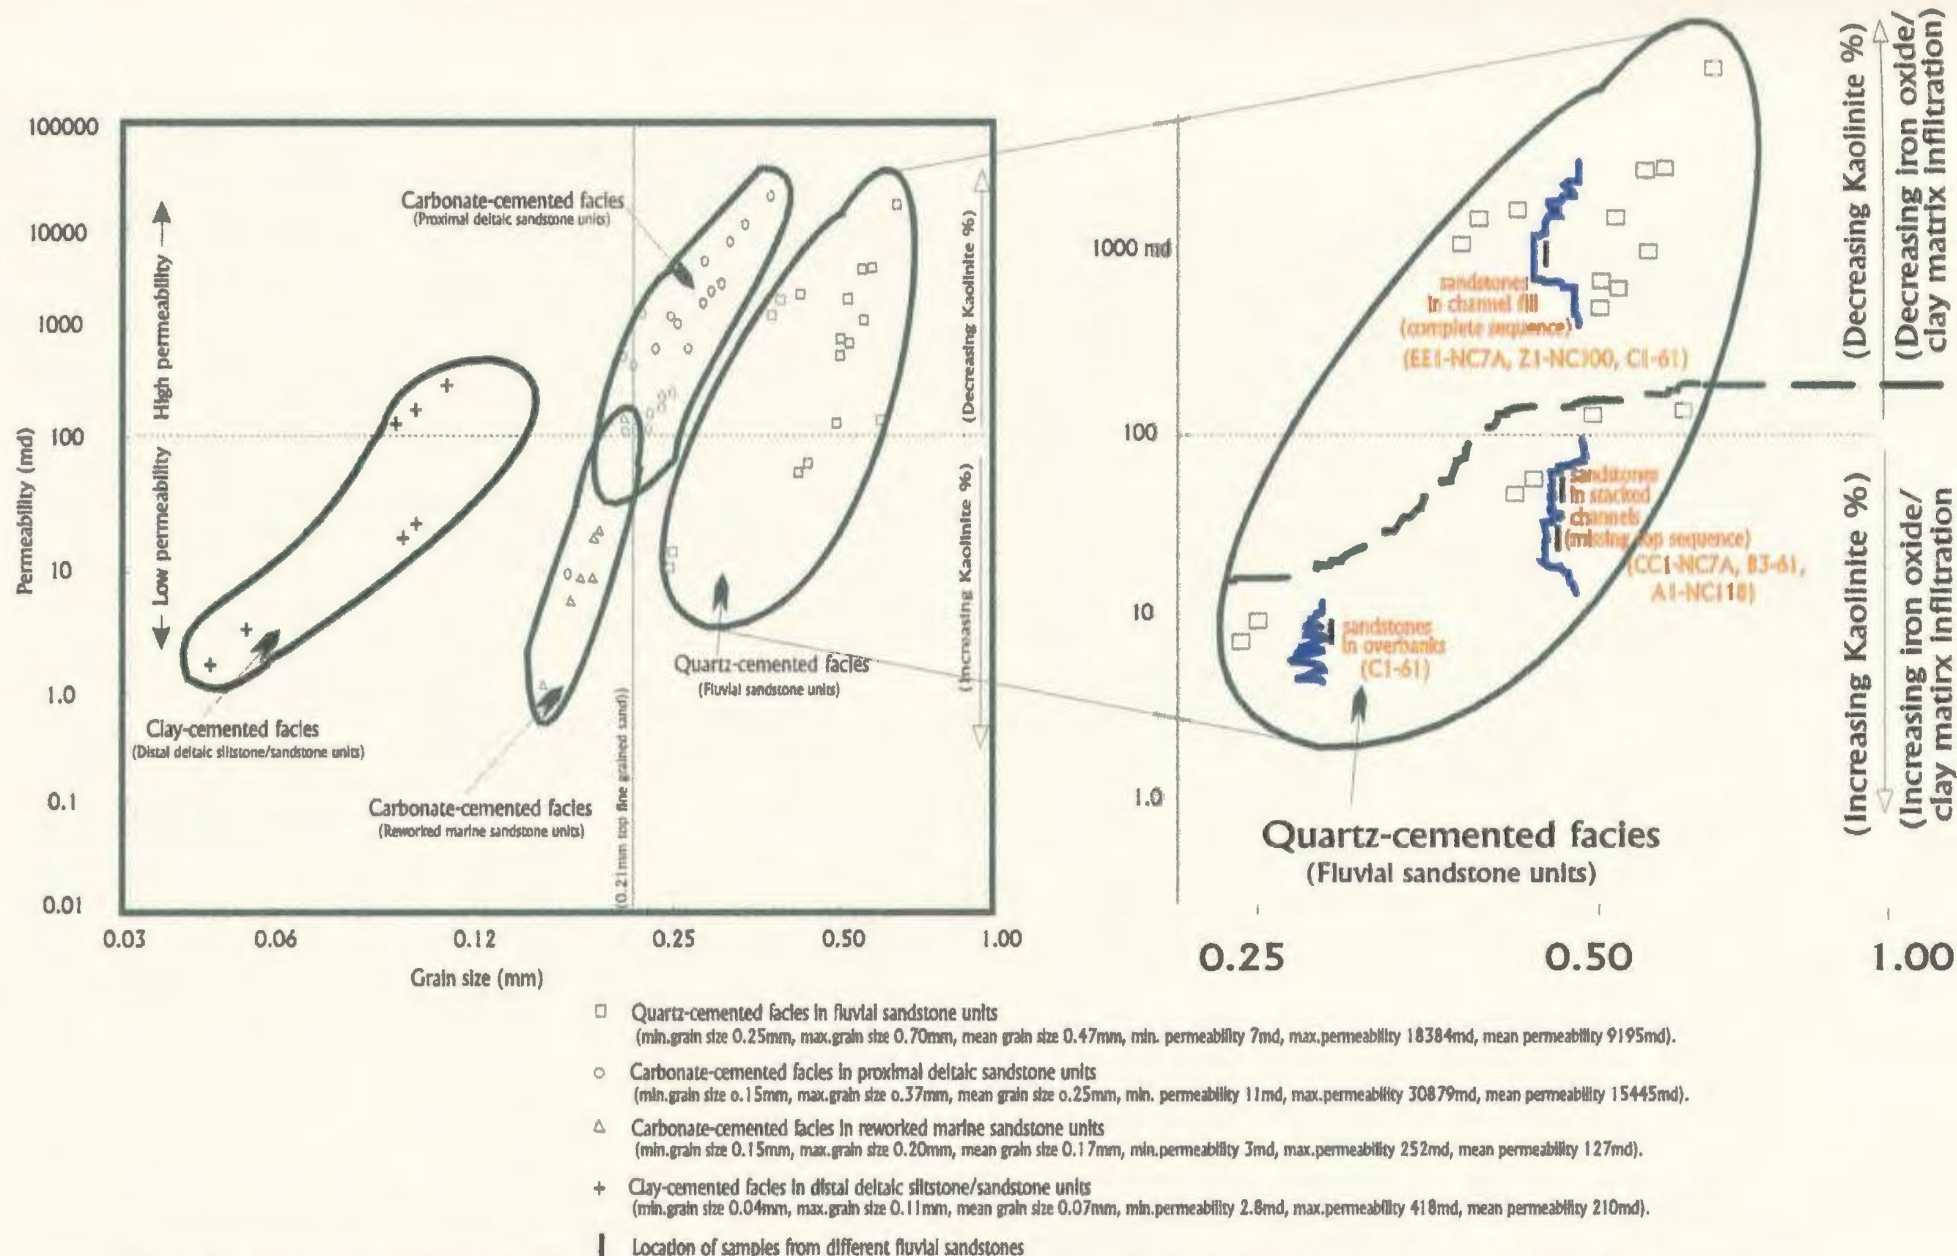 100000
10000
1000
100
10
1.0
0.1
0.01
Permeability (md)
High permeability
Low permeability
Carbonate-cemented facies
(Proximal deltaic sandstone units)
Clay-cemented facies
(Distal deltaic siltstone/sandstone units)
Carbonate-cemented facies
(Reworked marine sandstone units)
Quartz-cemented facies
(Fluvial sandstone units)
(0.21mm top fine grained sand)
(Decreasing Kaolinite %)
(Increasing Kaolinite %)
0.03
0.06
0.12
0.25
0.50
1.00
Grain size (mm)
1000 md
100
10
1.0
sandstones
in channel fill
(complete sequence)
(EE1-NC7A, Z1-NC100, C1-61)
sandstones
in stacked
channels
(missing top sequence)
(CC1-NC7A, B3-61,
A1-NC118)
sandstones
in overbanks
(C1-61)
Quartz-cemented facies
(Fluvial sandstone units)
(Decreasing Kaolinite %)
(Decreasing iron oxide/
clay matrix infiltration)
(Increasing Kaolinite %)
(Increasing iron oxide/
clay matirx infiltration
0.25
0.50
1.00
Quartz-cemented facies in fluvial sandstone units
(min.grain size 0.25mm, max.grain size 0.70mm, mean grain size 0.47mm, min. permeability 7md, max.permeability 18384md, mean permeability 9195md).
Carbonate-cemented facies in proximal deltaic sandstone units
(min.grain size o.15mm, max.grain size o.37mm, mean grain size o.25mm, min. permeability 11md, max.permeability 30879md, mean permeability 15445md).
Carbonate-cemented facies in reworked marine sandstone units
(min.grain size 0.15mm, max.grain size 0.20mm, mean grain size 0.17mm, min.permeability 3md, max.permeability 252md, mean permeability 127md).
Clay-cemented facies in distal deltaic siltstone/sandstone units
(min.grain size 0.04mm, max.grain size 0.11mm, mean grain size 0.07mm, min.permeability 2.8md, max.permeability 418md, mean permeability 210md).
Location of samples from different fluvial sandstones